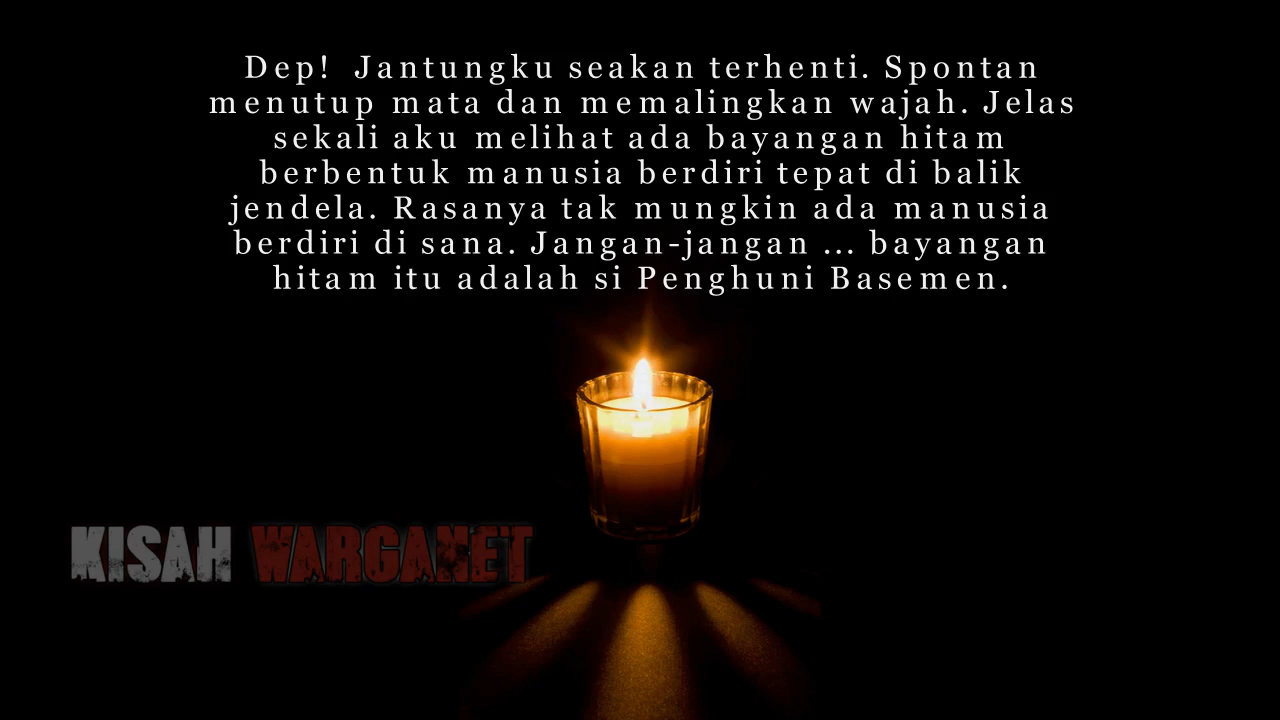 Dep! Jantungku seakan terhenti. Spontan
menutup mata dan memalingkan wajah. Jelas
sekali aku melihat ada bayangan hitam
berbentuk manusia berdiri tepat di balik
jendela. Rasanya tak mungkin ada manusia
berdiri di sana. Jangan-jangan ... bayangan
hitam itu adalah si Penghuni Basemen.
KISAH WARGANET